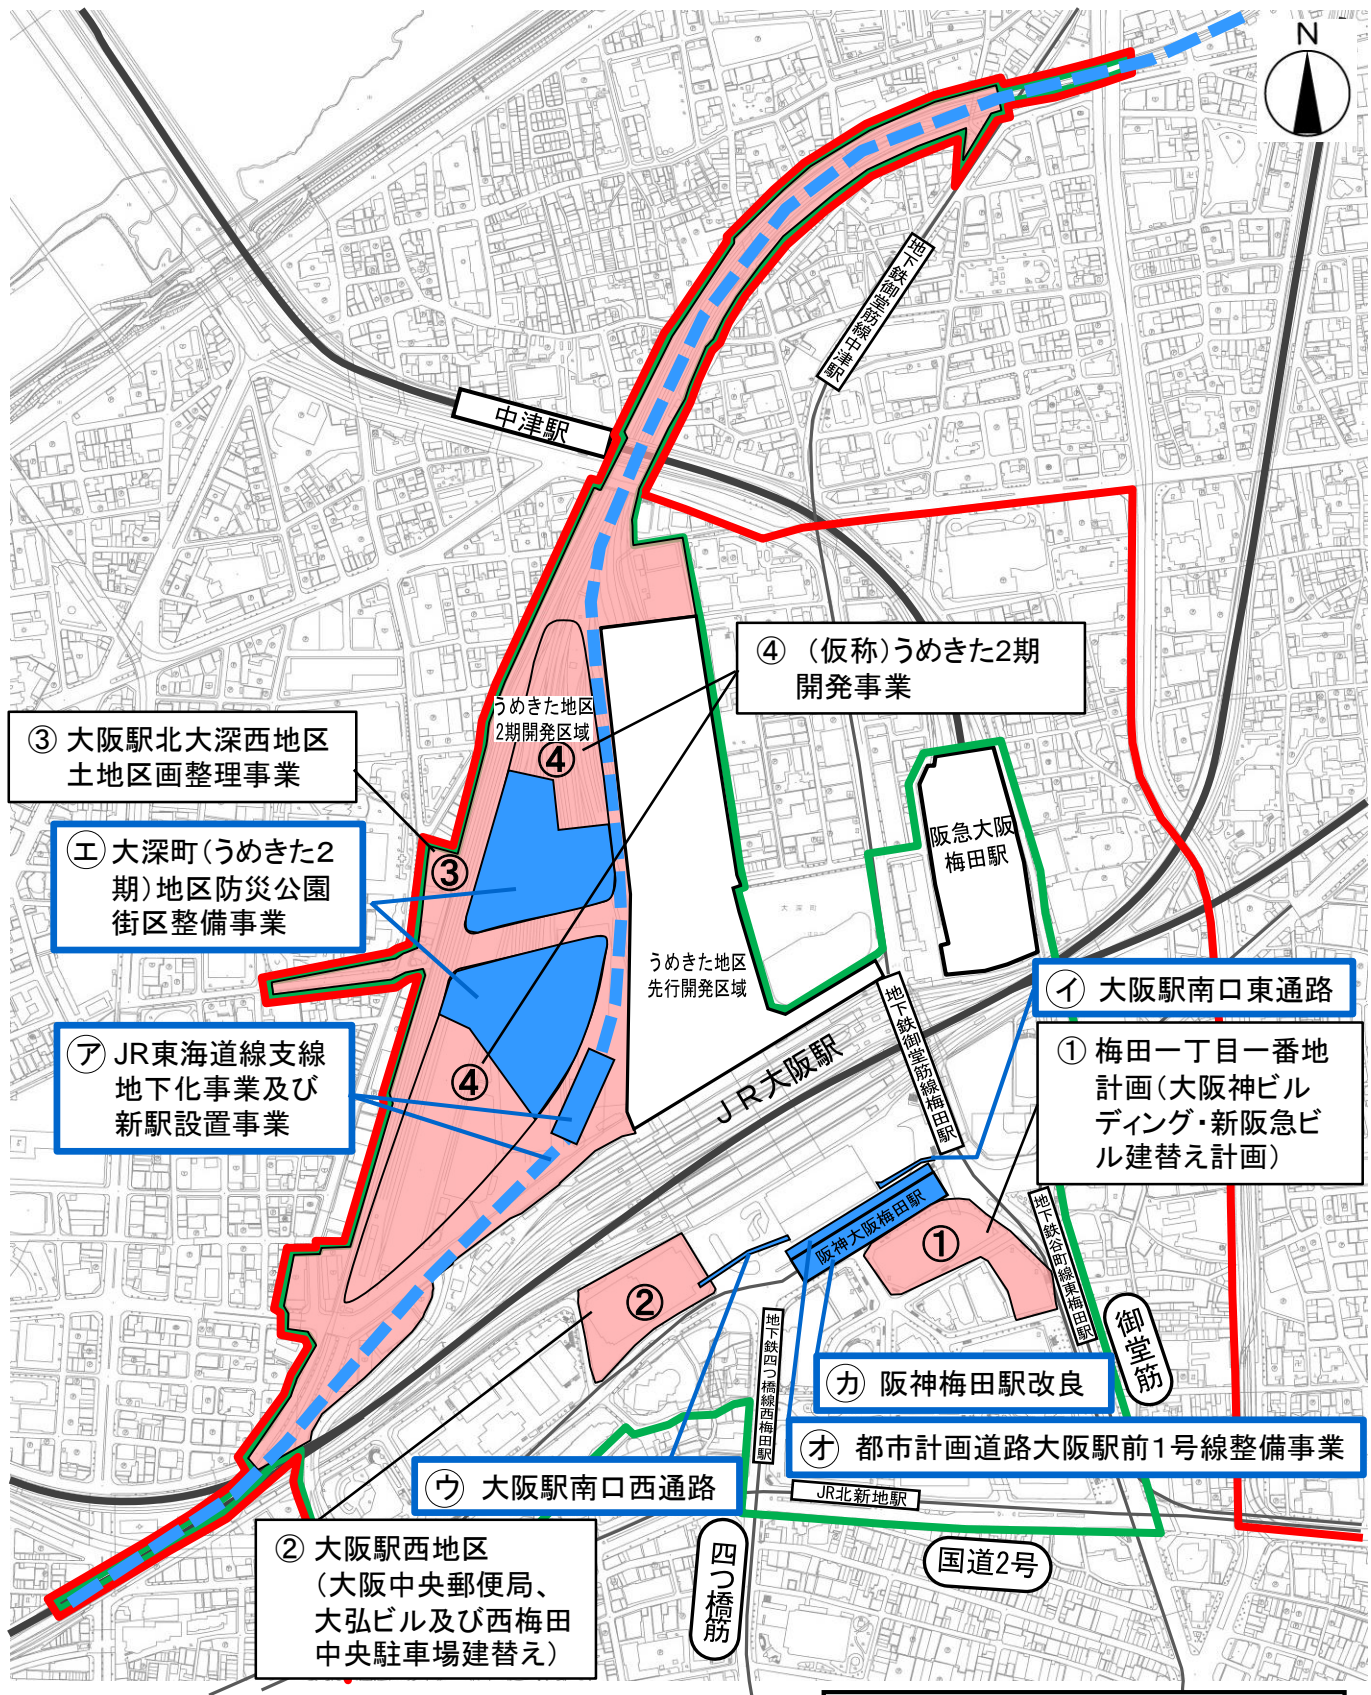 N
地下鉄御堂筋線中津駅
中津駅
④ (仮称)うめきた2期
開発事業
うめきた地区
2期開発区域
④
③ 大阪駅北大深西地区
土地区画整理事業
阪急大阪
梅田駅
エ 大深町(うめきた2
期)地区防災公園
街区整備事業
③
大深町
うめきた地区
先行開発区域
地下鉄御堂筋線梅田駅
イ 大阪駅南口東通路
ア JR東海道線支線
地下化事業及び
新駅設置事業
④
JR大阪駅
① 梅田一丁目一番地
計画(大阪神ビル
ディング・新阪急ビ
ル建替え計画)
阪神大阪梅田駅
①
地下鉄谷町線東梅田駅
②
御堂筋
地下鉄四つ橋線西梅田駅
カ 阪神梅田駅改良
オ 都市計画道路大阪駅前1号線整備事業
ウ 大阪駅南口西通路
JR北新地駅
② 大阪駅西地区
(大阪中央郵便局、
大弘ビル及び西梅田
中央駐車場建替え)
四つ橋筋
国道2号